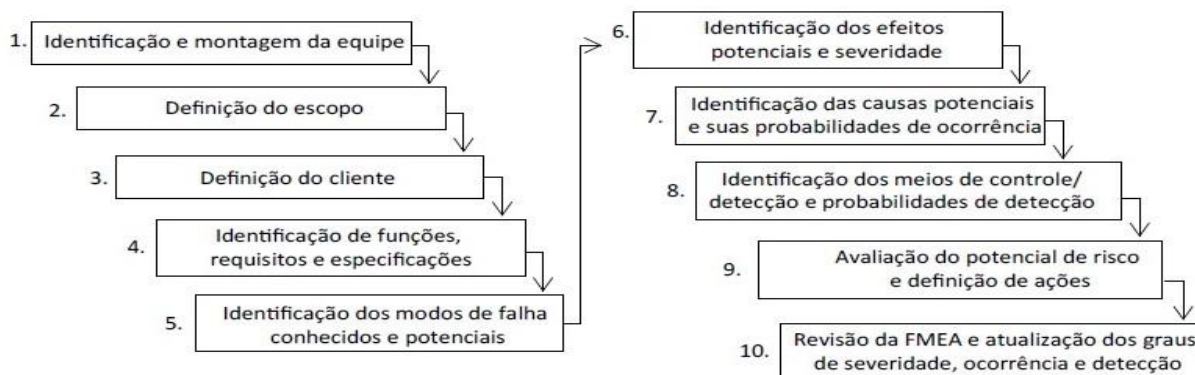 1. Identificação e montagem da equipe
2. Definição do escopo
3. Definição do cliente
4. Identificação de funções,
requisitos e especificações
5. Identificação dos modos de falha
conhecidos e potenciais
6. Identificação dos efeitos
potenciais e severidade
7. Identificação das causas potenciais
e suas probabilidades de ocorrência
8. Identificação dos meios de controle/
detecção e probabilidades de detecção
9. Avaliação do potencial de risco
e definição de ações
10. Revisão da FMEA e atualização dos graus
de severidade, ocorrência e detecção